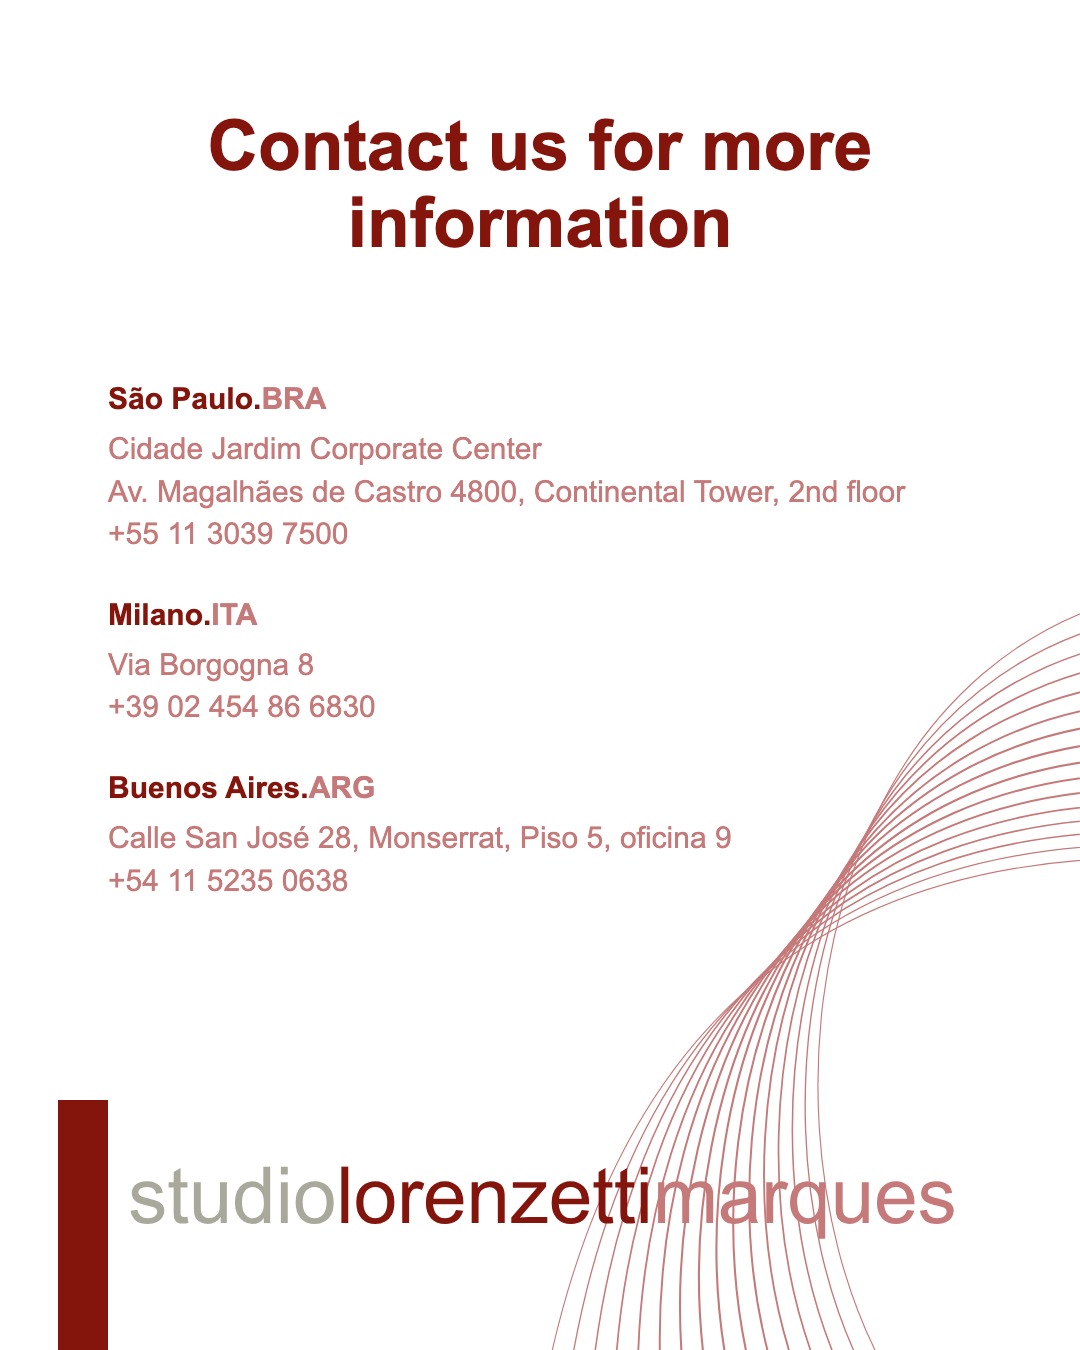 Contact us for more
information
São Paulo.BRA
Cidade Jardim Corporate Center
Av. Magalhães de Castro 4800, Continental Tower, 2nd floor
+55 11 3039 7500
Milano.ITA
Via Borgogna 8
+39 02 454 86 6830
Buenos Aires.ARG
Calle San José 28, Monserrat, Piso 5, oficina 9
+54 11 5235 0638
studiolorenzettimarques